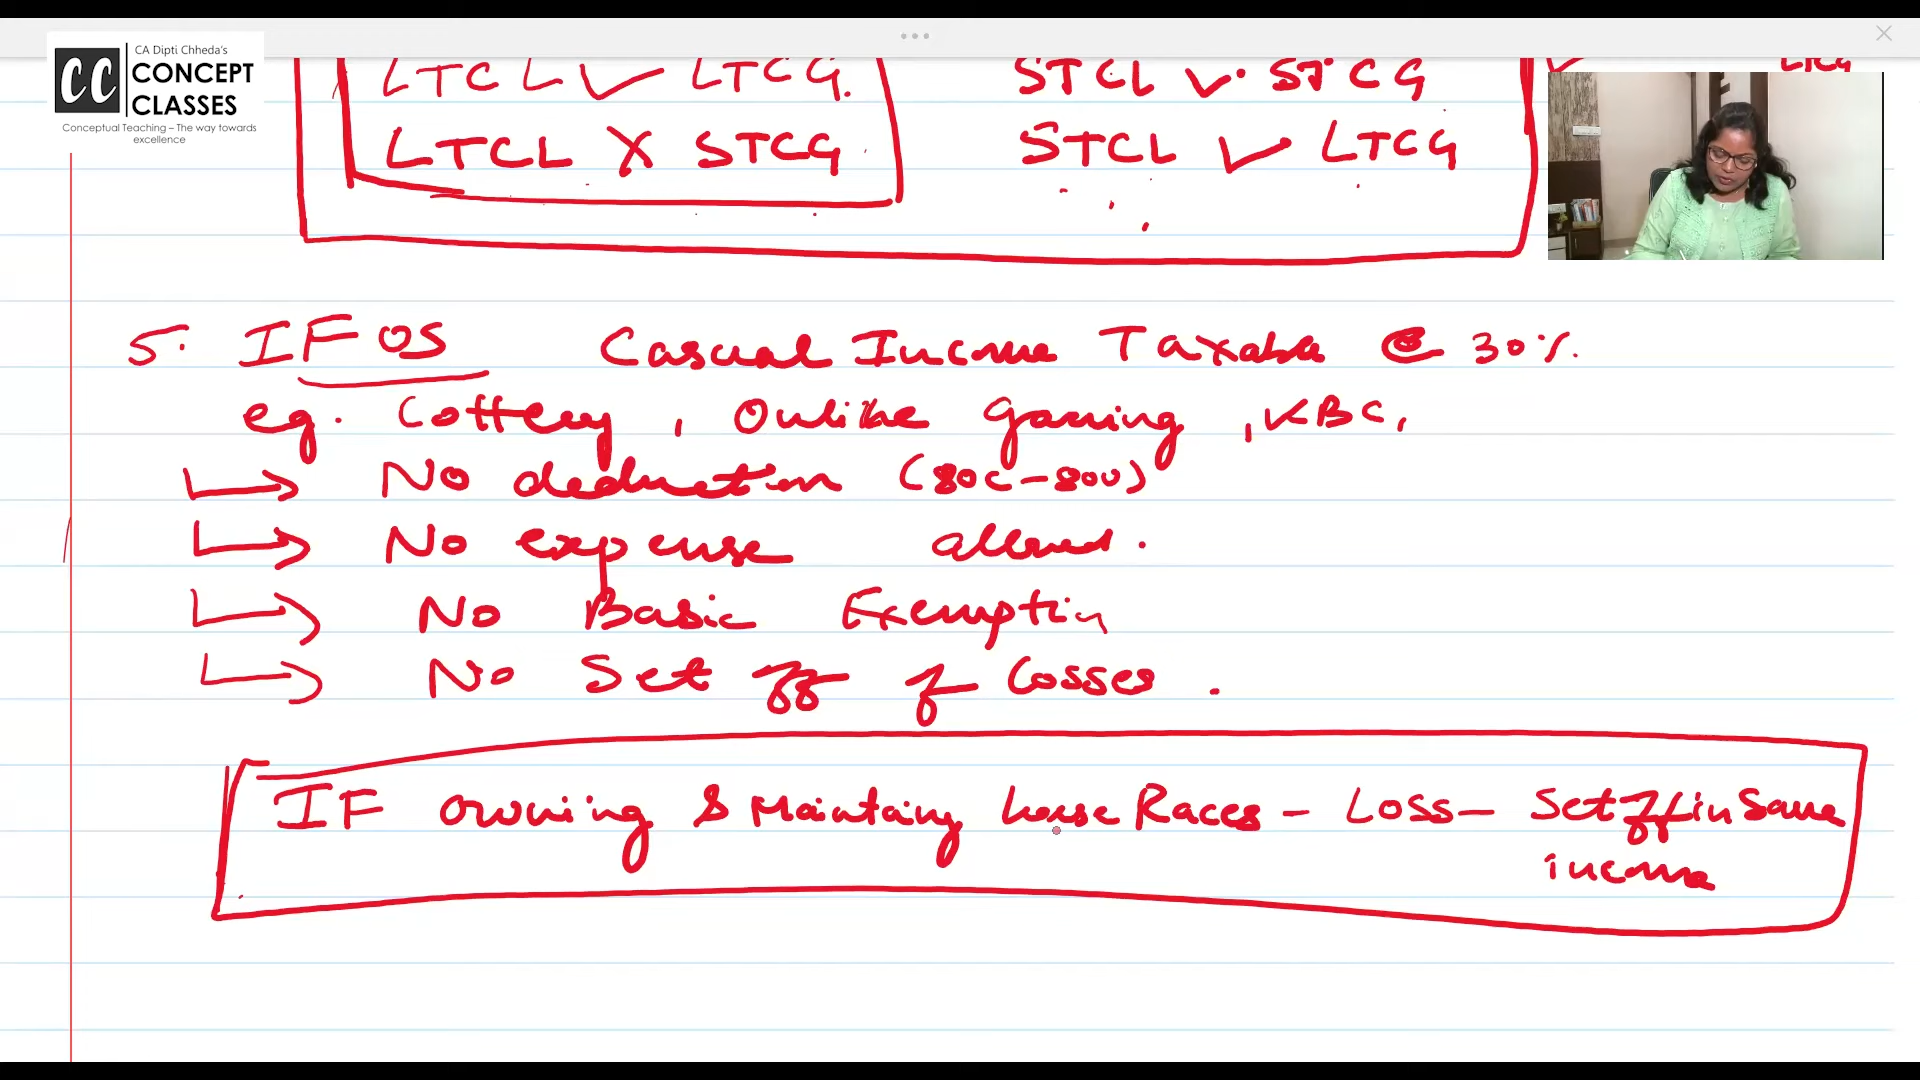 CC
CA Dipti Chheda's
CONCEPT
CLASSES
Conceptual Teaching – The way towards
excellence
LTCL ✓ LTCG. STCL ✓ STCG
LTCG
LTCL X STCG STCL ✓ LTCG
5. IFOS Casual Income Taxable @ 30%.
eg. Lottery, Online gaming, KBC,
No deduction (80C-80U)
No expense allowed.
No Basic Exemption
No Set off of Losses.
IF owning & Maintaing horse Races - Loss - Set off in Same
income